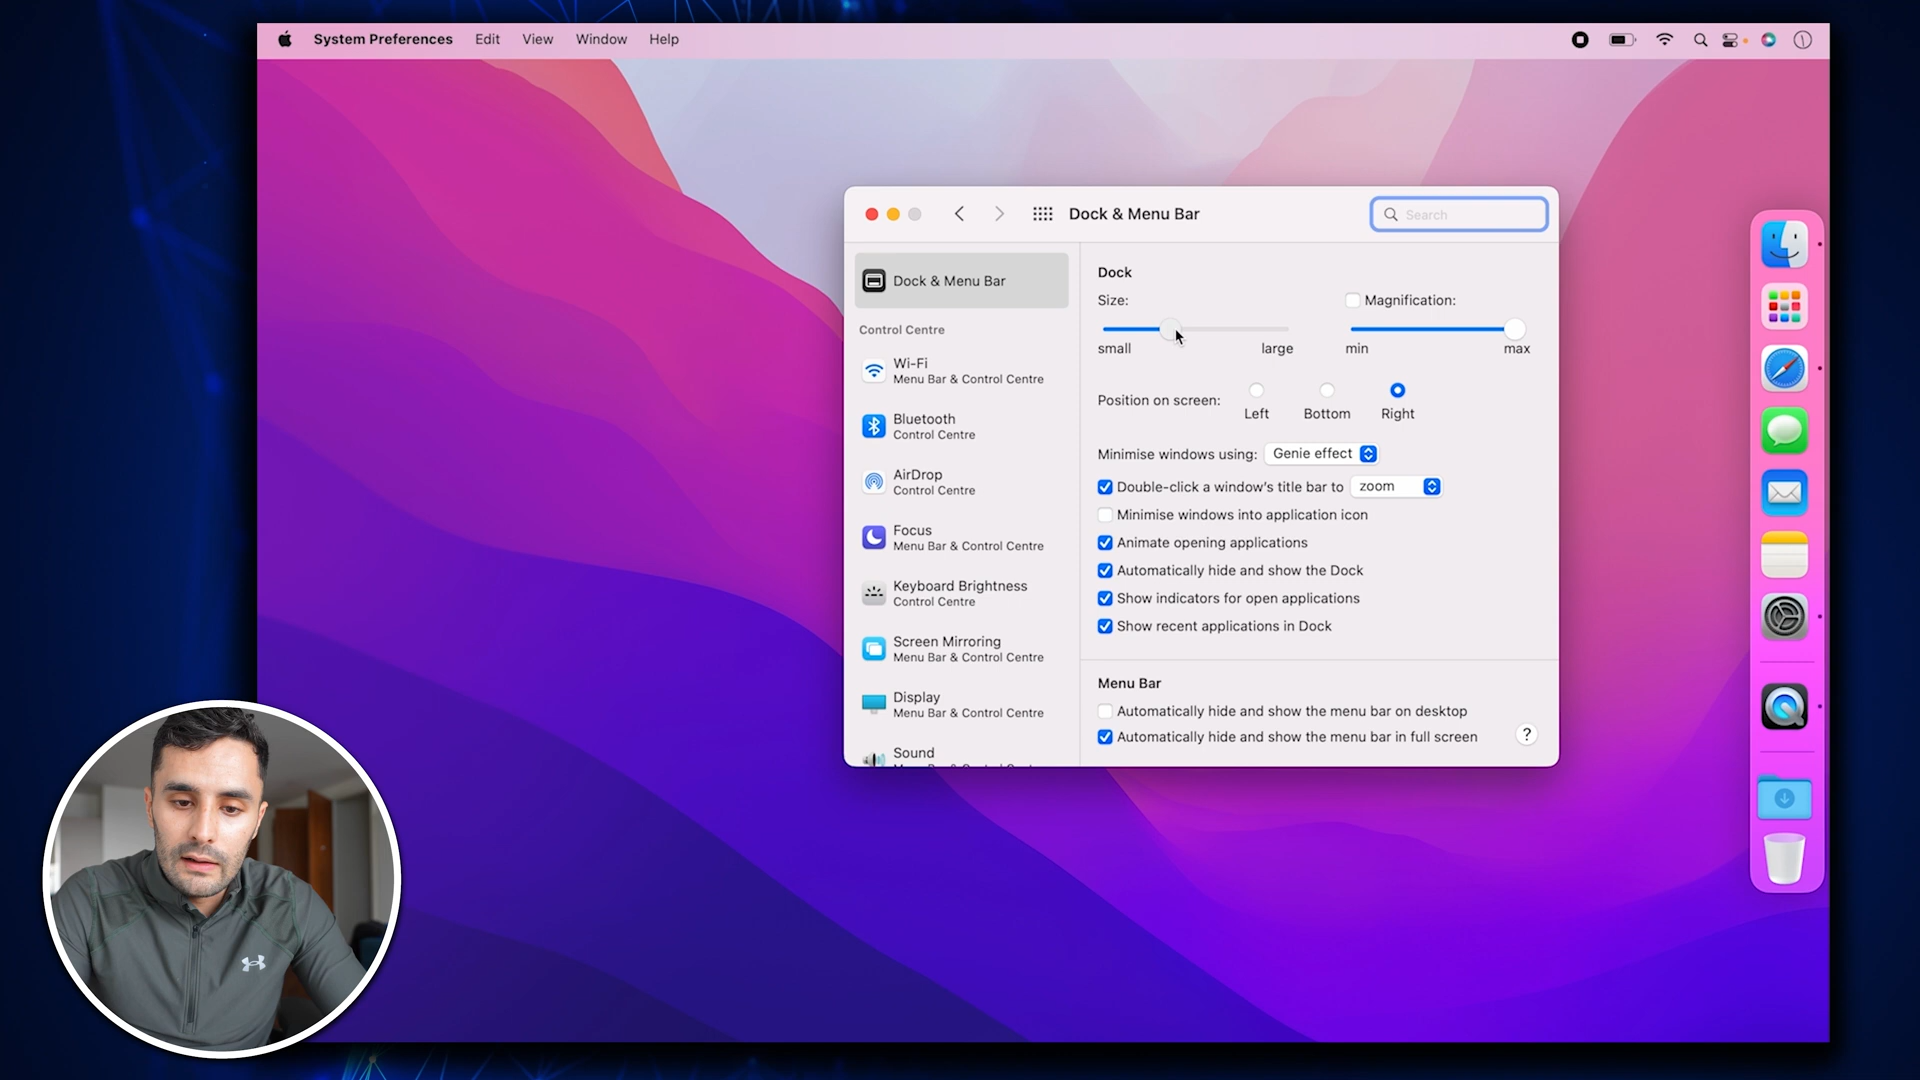 System Preferences Edit View Window Help
Dock & Menu Bar
Search
Dock & Menu Bar
Control Centre
Wi-Fi
Menu Bar & Control Centre
Bluetooth
Control Centre
AirDrop
Control Centre
Focus
Menu Bar & Control Centre
Keyboard Brightness
Control Centre
Screen Mirroring
Menu Bar & Control Centre
Display
Menu Bar & Control Centre
Sound
Dock
Size:
Magnification:
small large
min max
Position on screen:
Left Bottom Right
Minimise windows using: Genie effect
Double-click a window's title bar to zoom
Minimise windows into application icon
Animate opening applications
Automatically hide and show the Dock
Show indicators for open applications
Show recent applications in Dock
Menu Bar
Automatically hide and show the menu bar on desktop
Automatically hide and show the menu bar in full screen
?